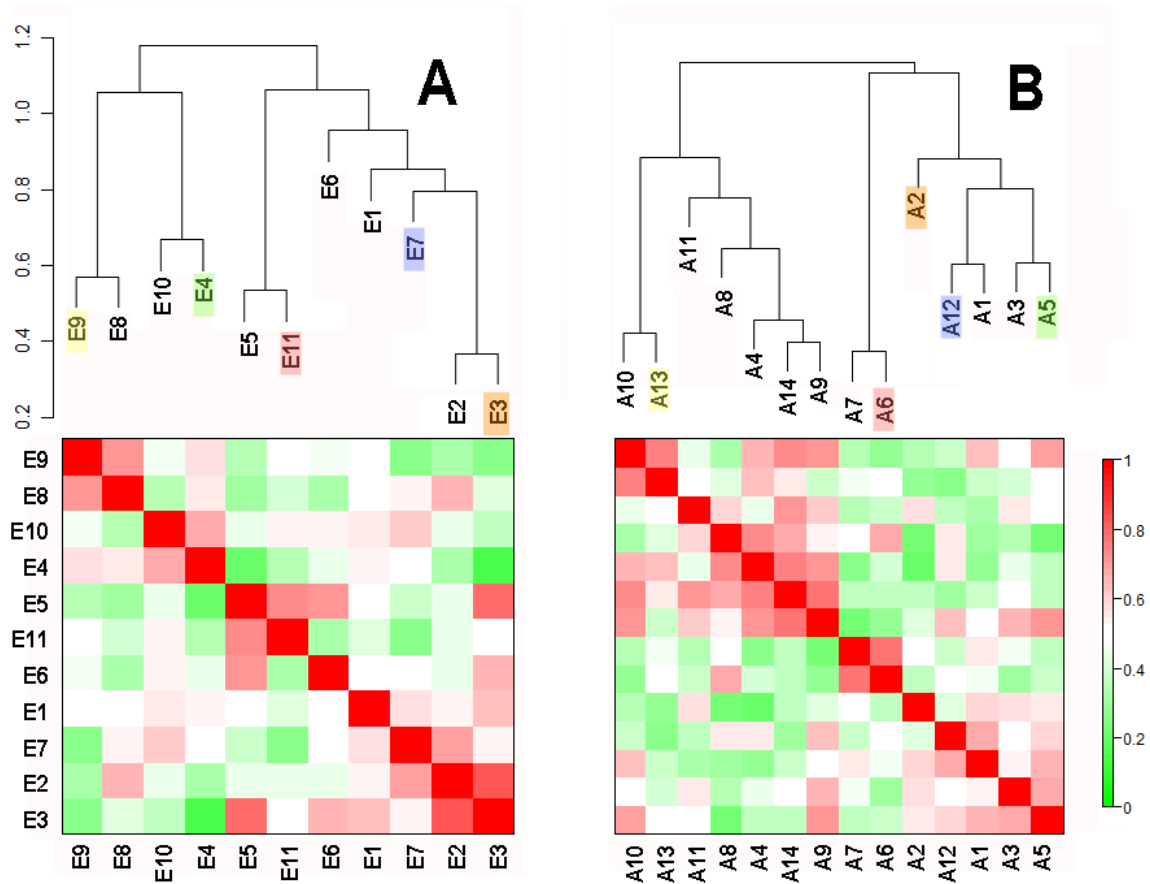 A
B
1.2
1.0
0.8
0.6
0.4
0.2
E9
E8
E10
E4
E5
E11
E6
E1
E7
E2
E3
A10
A13
A11
A8
A4
A14
A9
A7
A6
A2
A12
A1
A3
A5
E9
E8
E10
E4
E5
E11
E6
E1
E7
E2
E3
1
0.8
0.6
0.4
0.2
0
E9 E8 E10 E4 E5 E11 E6 E1 E7 E2 E3
A10 A13 A11 A8 A4 A14 A9 A7 A6 A2 A12 A1 A3 A5